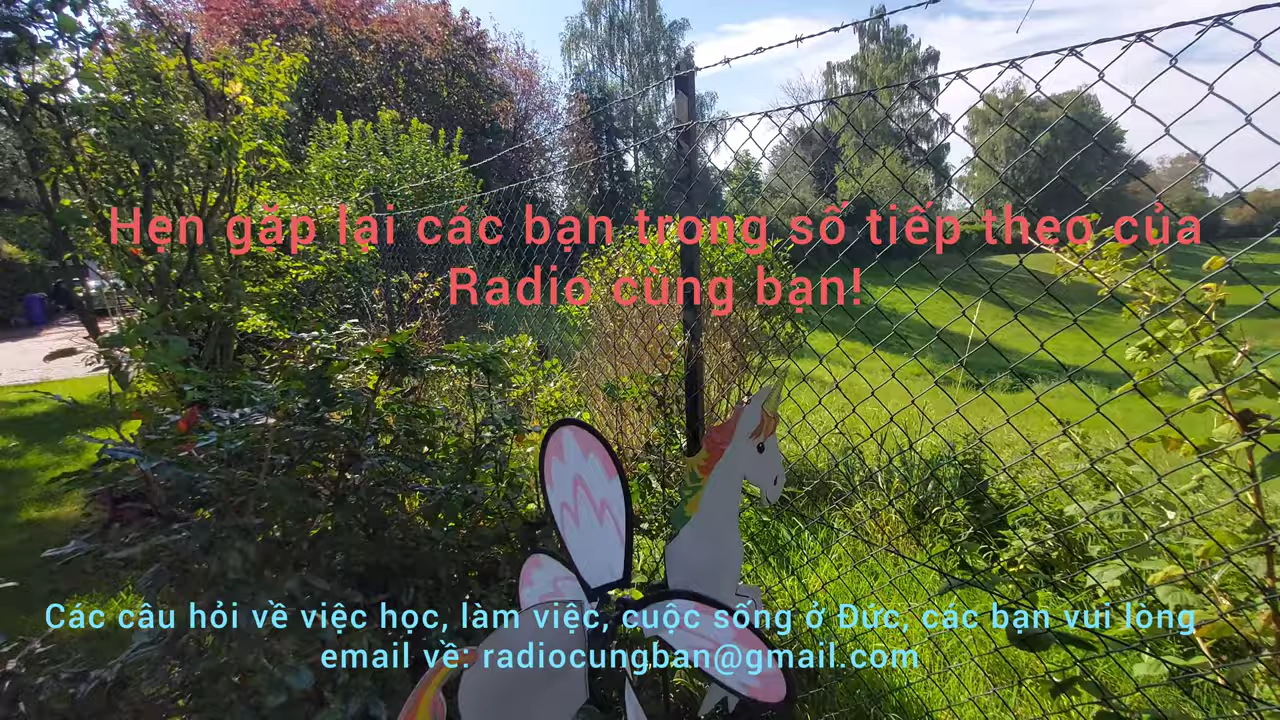 Hẹn gặp lại các bạn trong số tiếp theo của
Radio cùng bạn!
Các câu hỏi về việc học, làm việc, cuộc sống ở Đức, các bạn vui lòng
email về: radiocungban@gmail.com